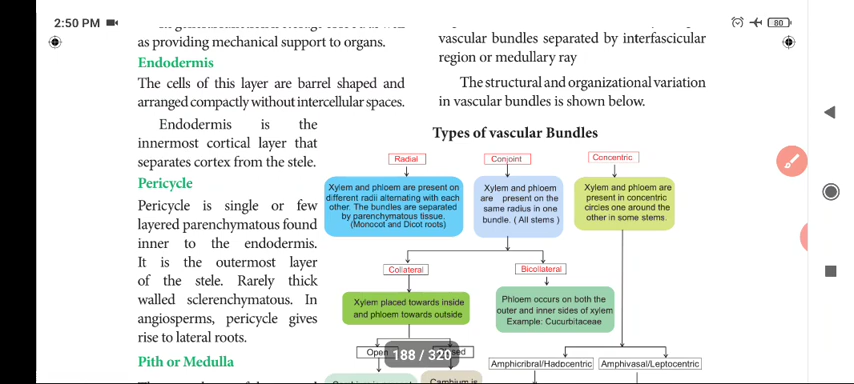 2:50 PM
80
as providing mechanical support to organs.
Endodermis
The cells of this layer are barrel shaped and
arranged compactly without intercellular spaces.
Endodermis is the
innermost cortical layer that
separates cortex from the stele.
Pericycle
Pericycle is single or few
layered parenchymatous found
inner to the endodermis.
It is the outermost layer
of the stele. Rarely thick
walled sclerenchymatous. In
angiosperms, pericycle gives
rise to lateral roots.
Pith or Medulla
vascular bundles separated by interfascicular
region or medullary ray
The structural and organizational variation
in vascular bundles is shown below.
Types of vascular Bundles
Radial
Conjoint
Concentric
Xylem and phloem are present on
different radii alternating with each
other. The bundles are separated
by parenchymatous tissue.
(Monocot and Dicot roots)
Xylem and phloem
are present on the
same radius in one
bundle. ( All stems )
Xylem and phloem are
present in concentric
circles one around the
other in some stems.
Collateral
Bicollateral
Xylem placed towards inside
and phloem towards outside
Phloem occurs on both the
outer and inner sides of xylem
Example: Cucurbitaceae
Open
188 / 320
Amphicribral/Hadocentric
Amphivasal/Leptocentric
Cambium is